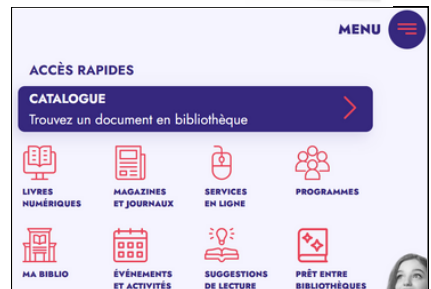 MENU
ACCÈS RAPIDES
CATALOGUE
Trouvez un document en bibliothèque
LIVRES
NUMÉRIQUES
MAGAZINES
ET JOURNAUX
SERVICES
EN LIGNE
PROGRAMMES
MA BIBLIO
ÉVÉNEMENTS
ET ACTIVITÉS
SUGGESTIONS
DE LECTURE
PRÊT ENTRE
BIBLIOTHÈQUES